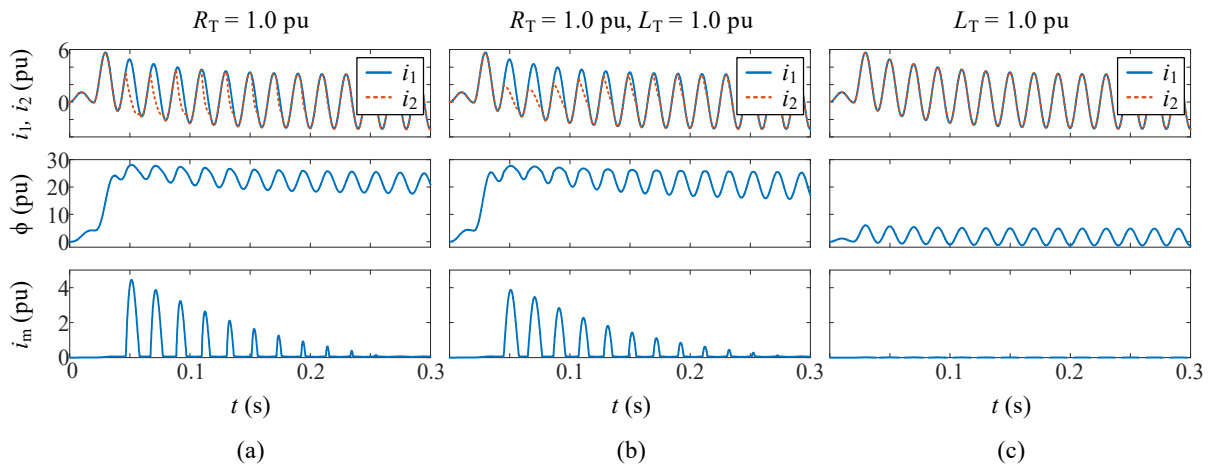 R_T = 1.0 pu
R_T = 1.0 pu, L_T = 1.0 pu
L_T = 1.0 pu
i_1, i_2 (pu)
6
0
i_1
i_2
i_1
i_2
i_1
i_2
ϕ (pu)
30
20
10
0
i_m (pu)
4
2
0
0 0.1 0.2 0.3
0.1 0.2 0.3
0.1 0.2 0.3
t (s)
t (s)
t (s)
(a)
(b)
(c)